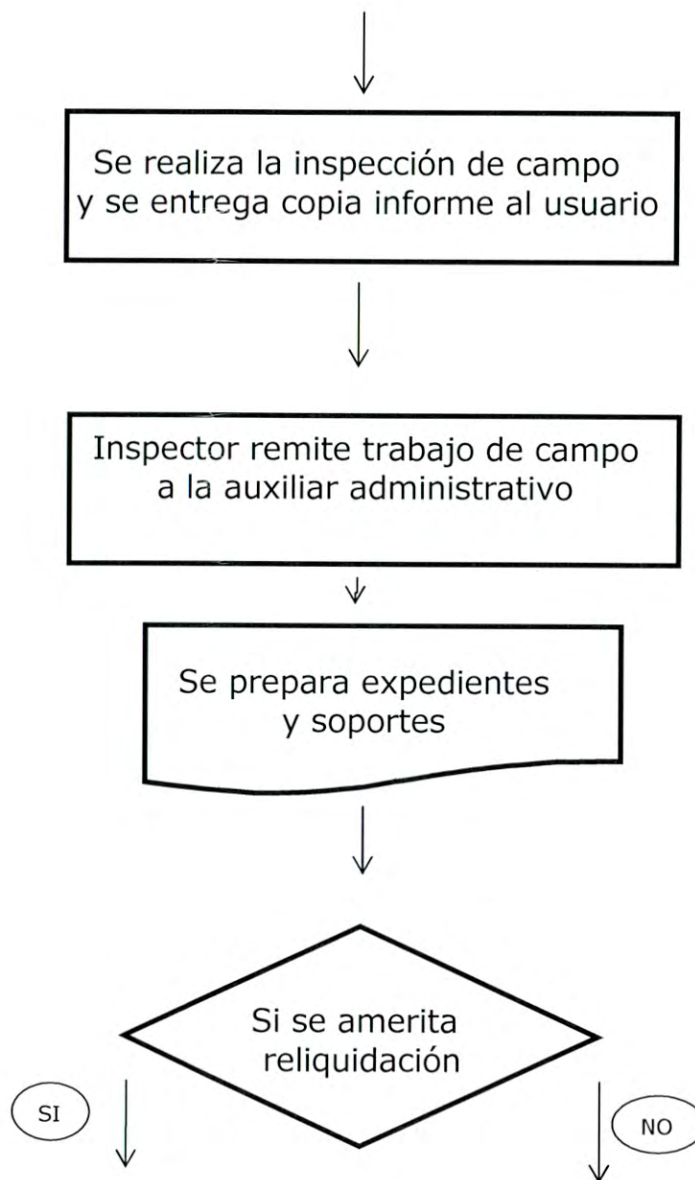 Se realiza la inspección de campo
y se entrega copia informe al usuario
Inspector remite trabajo de campo
a la auxiliar administrativo
Se prepara expedientes
y soportes
Si se amerita
reliquidación
SI
NO